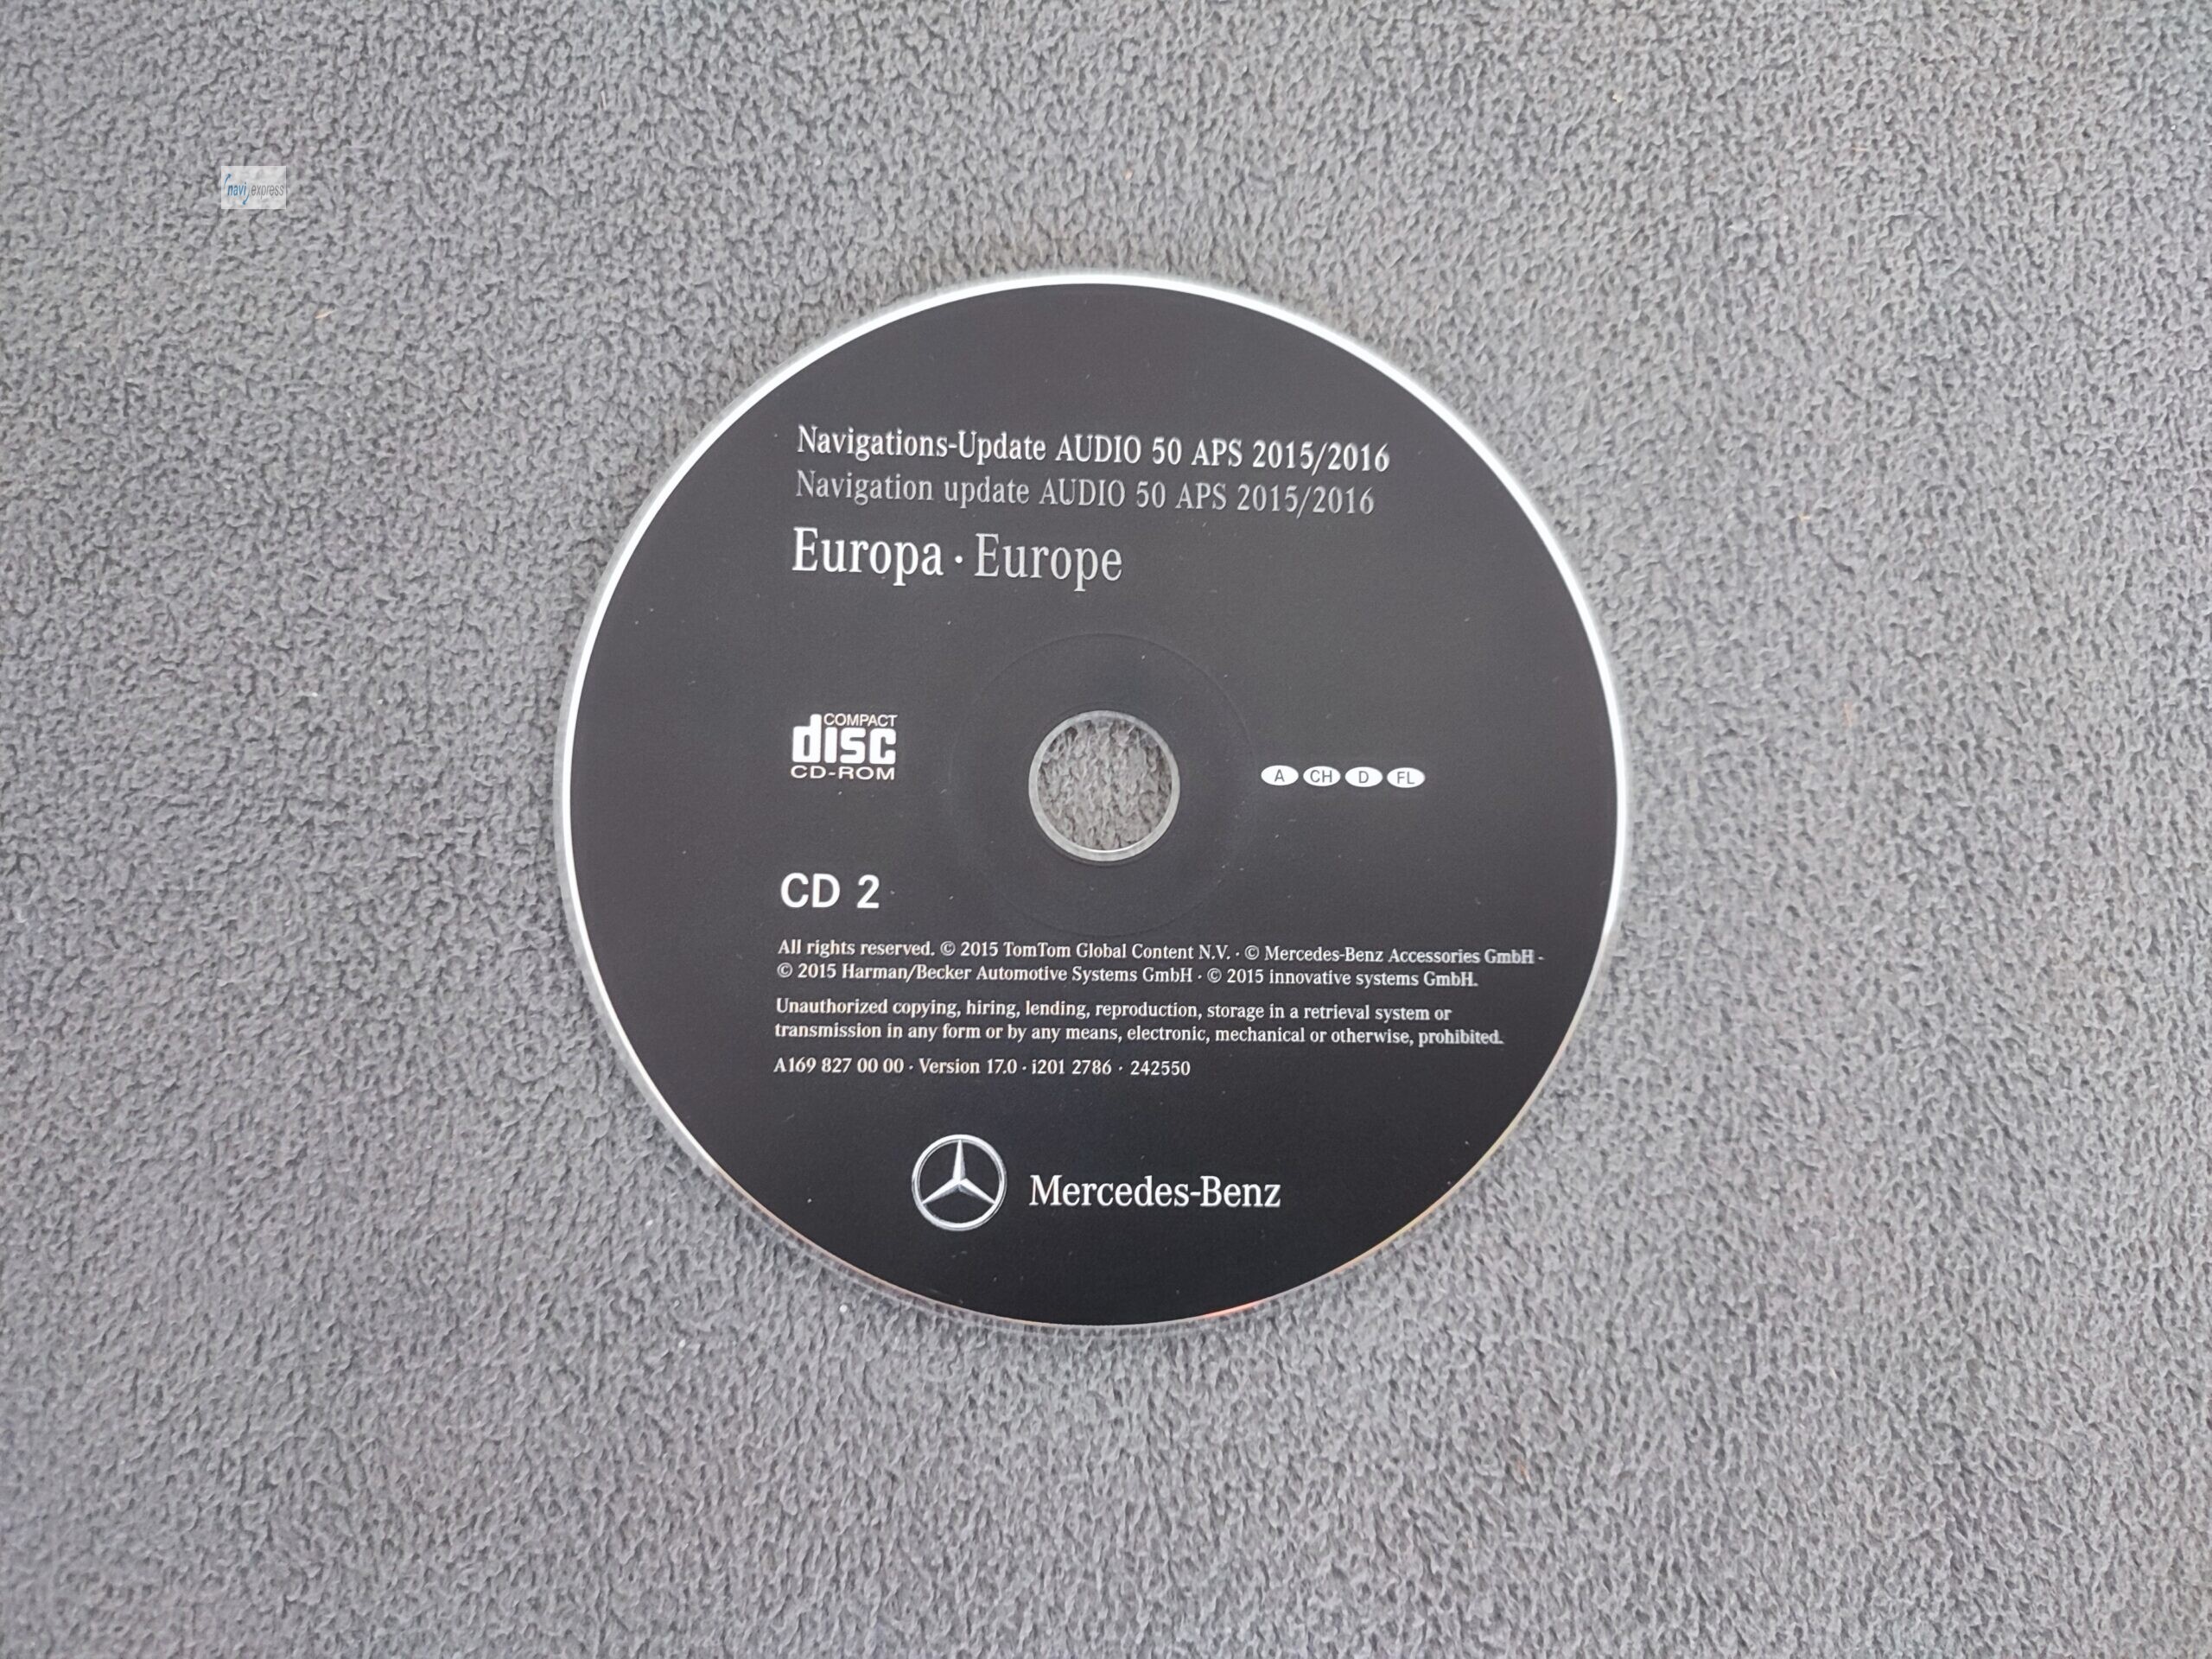 navi express
Navigations-Update AUDIO 50 APS 2015/2016
Navigation update AUDIO 50 APS 2015/2016
Europa · Europe
COMPACT
disc
CD-ROM
A CH D FL
CD 2
All rights reserved. © 2015 TomTom Global Content N.V. · © Mercedes-Benz Accessories GmbH -
© 2015 Harman/Becker Automotive Systems GmbH · © 2015 innovative systems GmbH.
Unauthorized copying, hiring, lending, reproduction, storage in a retrieval system or
transmission in any form or by any means, electronic, mechanical or otherwise, prohibited.
A169 827 00 00 · Version 17.0 · i201 2786 · 242550
Mercedes-Benz